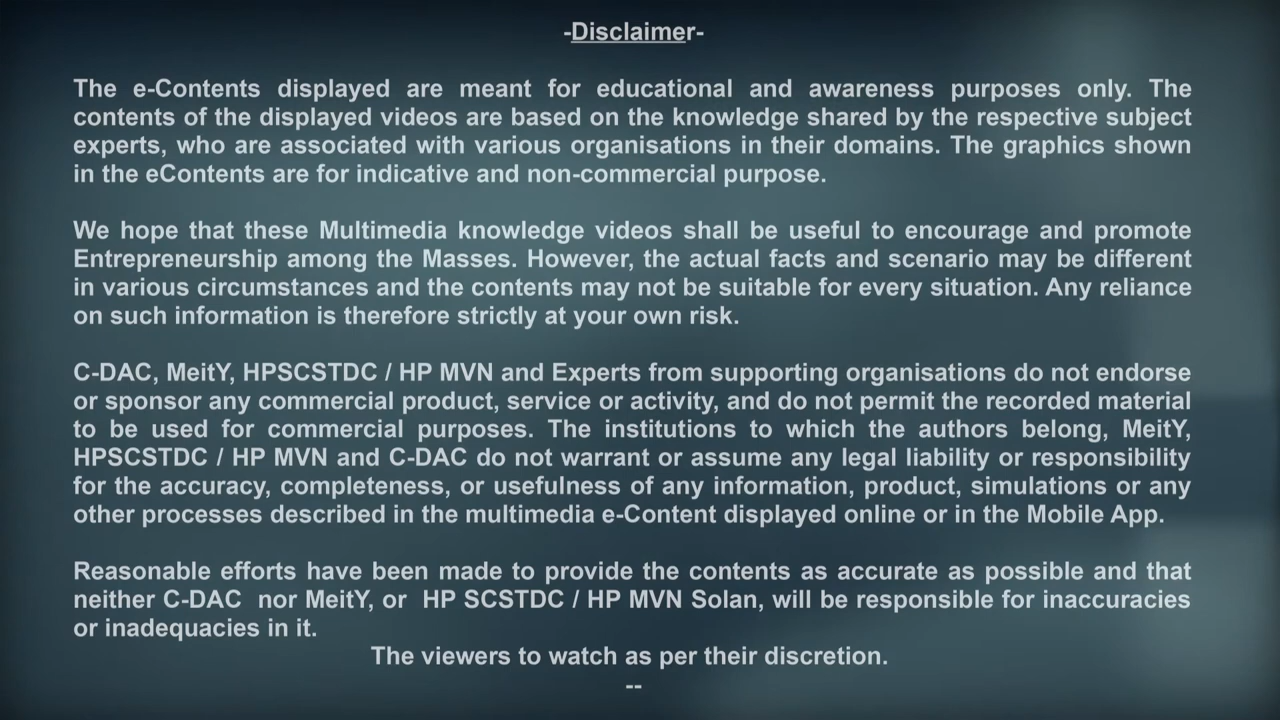 -Disclaimer-
The e-Contents displayed are meant for educational and awareness purposes only. The
contents of the displayed videos are based on the knowledge shared by the respective subject
experts, who are associated with various organisations in their domains. The graphics shown
in the eContents are for indicative and non-commercial purpose.
We hope that these Multimedia knowledge videos shall be useful to encourage and promote
Entrepreneurship among the Masses. However, the actual facts and scenario may be different
in various circumstances and the contents may not be suitable for every situation. Any reliance
on such information is therefore strictly at your own risk.
C-DAC, MeitY, HPSCSTDC / HP MVN and Experts from supporting organisations do not endorse
or sponsor any commercial product, service or activity, and do not permit the recorded material
to be used for commercial purposes. The institutions to which the authors belong, MeitY,
HPSCSTDC / HP MVN and C-DAC do not warrant or assume any legal liability or responsibility
for the accuracy, completeness, or usefulness of any information, product, simulations or any
other processes described in the multimedia e-Content displayed online or in the Mobile App.
Reasonable efforts have been made to provide the contents as accurate as possible and that
neither C-DAC nor MeitY, or HP SCSTDC / HP MVN Solan, will be responsible for inaccuracies
or inadequacies in it.
The viewers to watch as per their discretion.
--